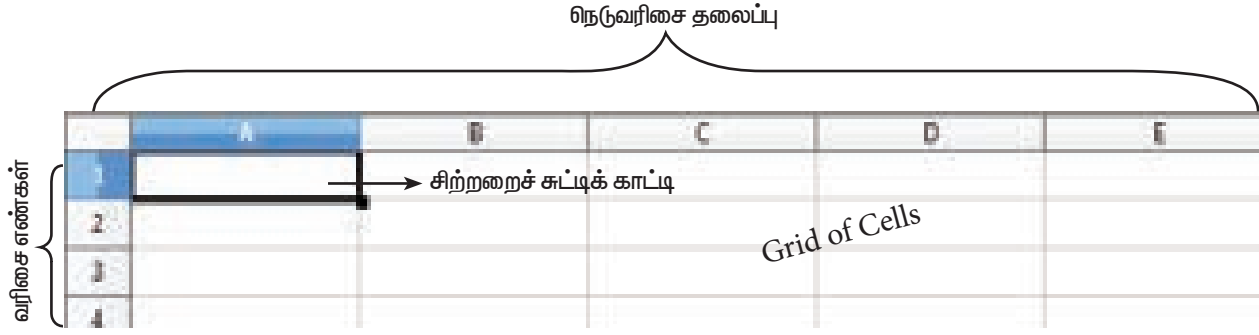 நெடுவரிசை தலைப்பு
A B C D E
1
சிற்றறைச் சுட்டிக் காட்டி
2
Grid of Cells
3
4
வரிசை எண்கள்